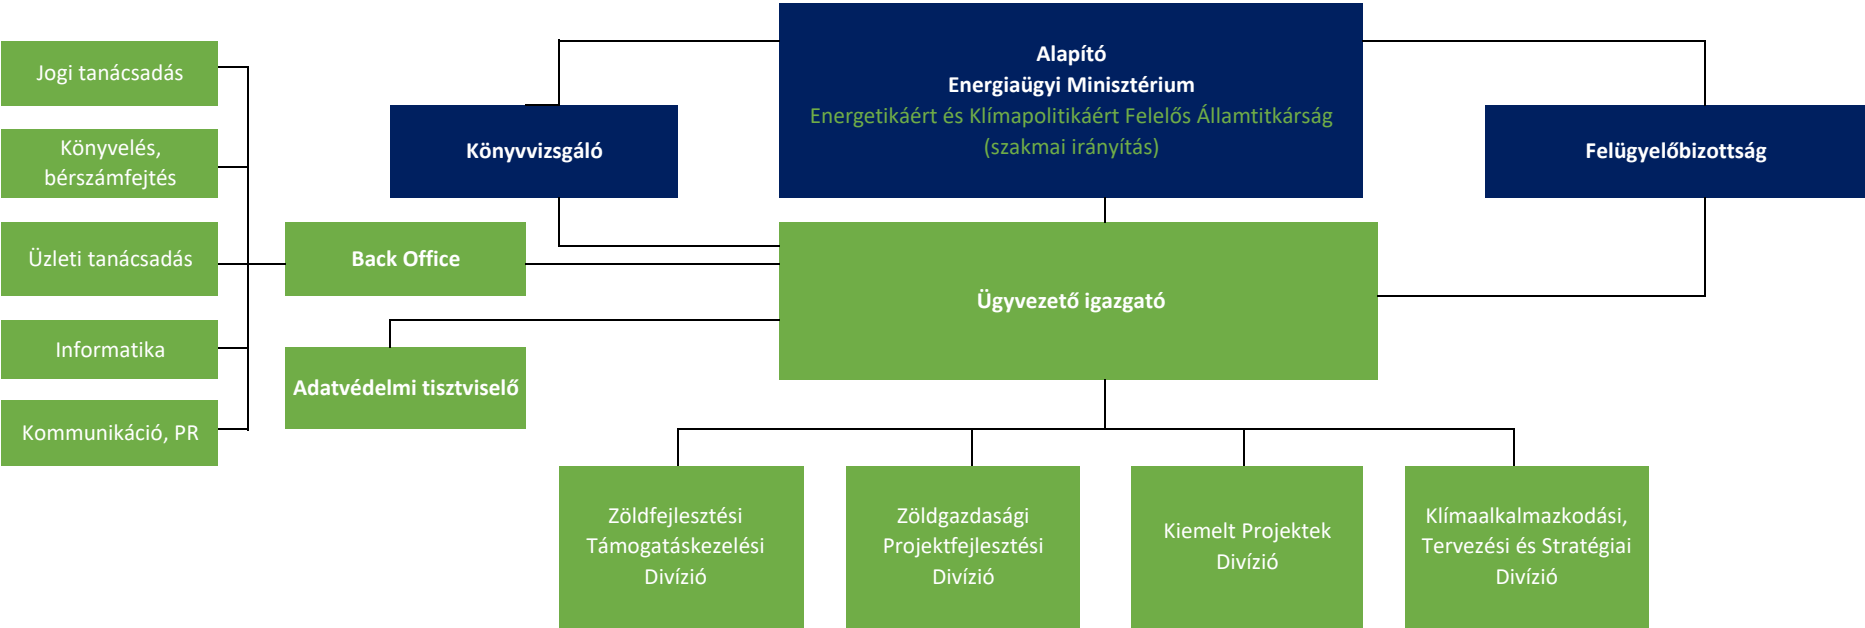 Alapító
Energiaügyi Minisztérium
Energetikáért és Klímapolitikáért Felelős Államtitkárság
(szakmai irányítás)
Könyvvizsgáló
Felügyelőbizottság
Jogi tanácsadás
Könyvelés,
bérszámfejtés
Üzleti tanácsadás
Informatika
Kommunikáció, PR
Back Office
Adatvédelmi tisztviselő
Ügyvezető igazgató
Zöldfejlesztési
Támogatáskezelési
Divízió
Zöldgazdasági
Projektfejlesztési
Divízió
Kiemelt Projektek
Divízió
Klímaalkalmazkodási,
Tervezési és Stratégiai
Divízió